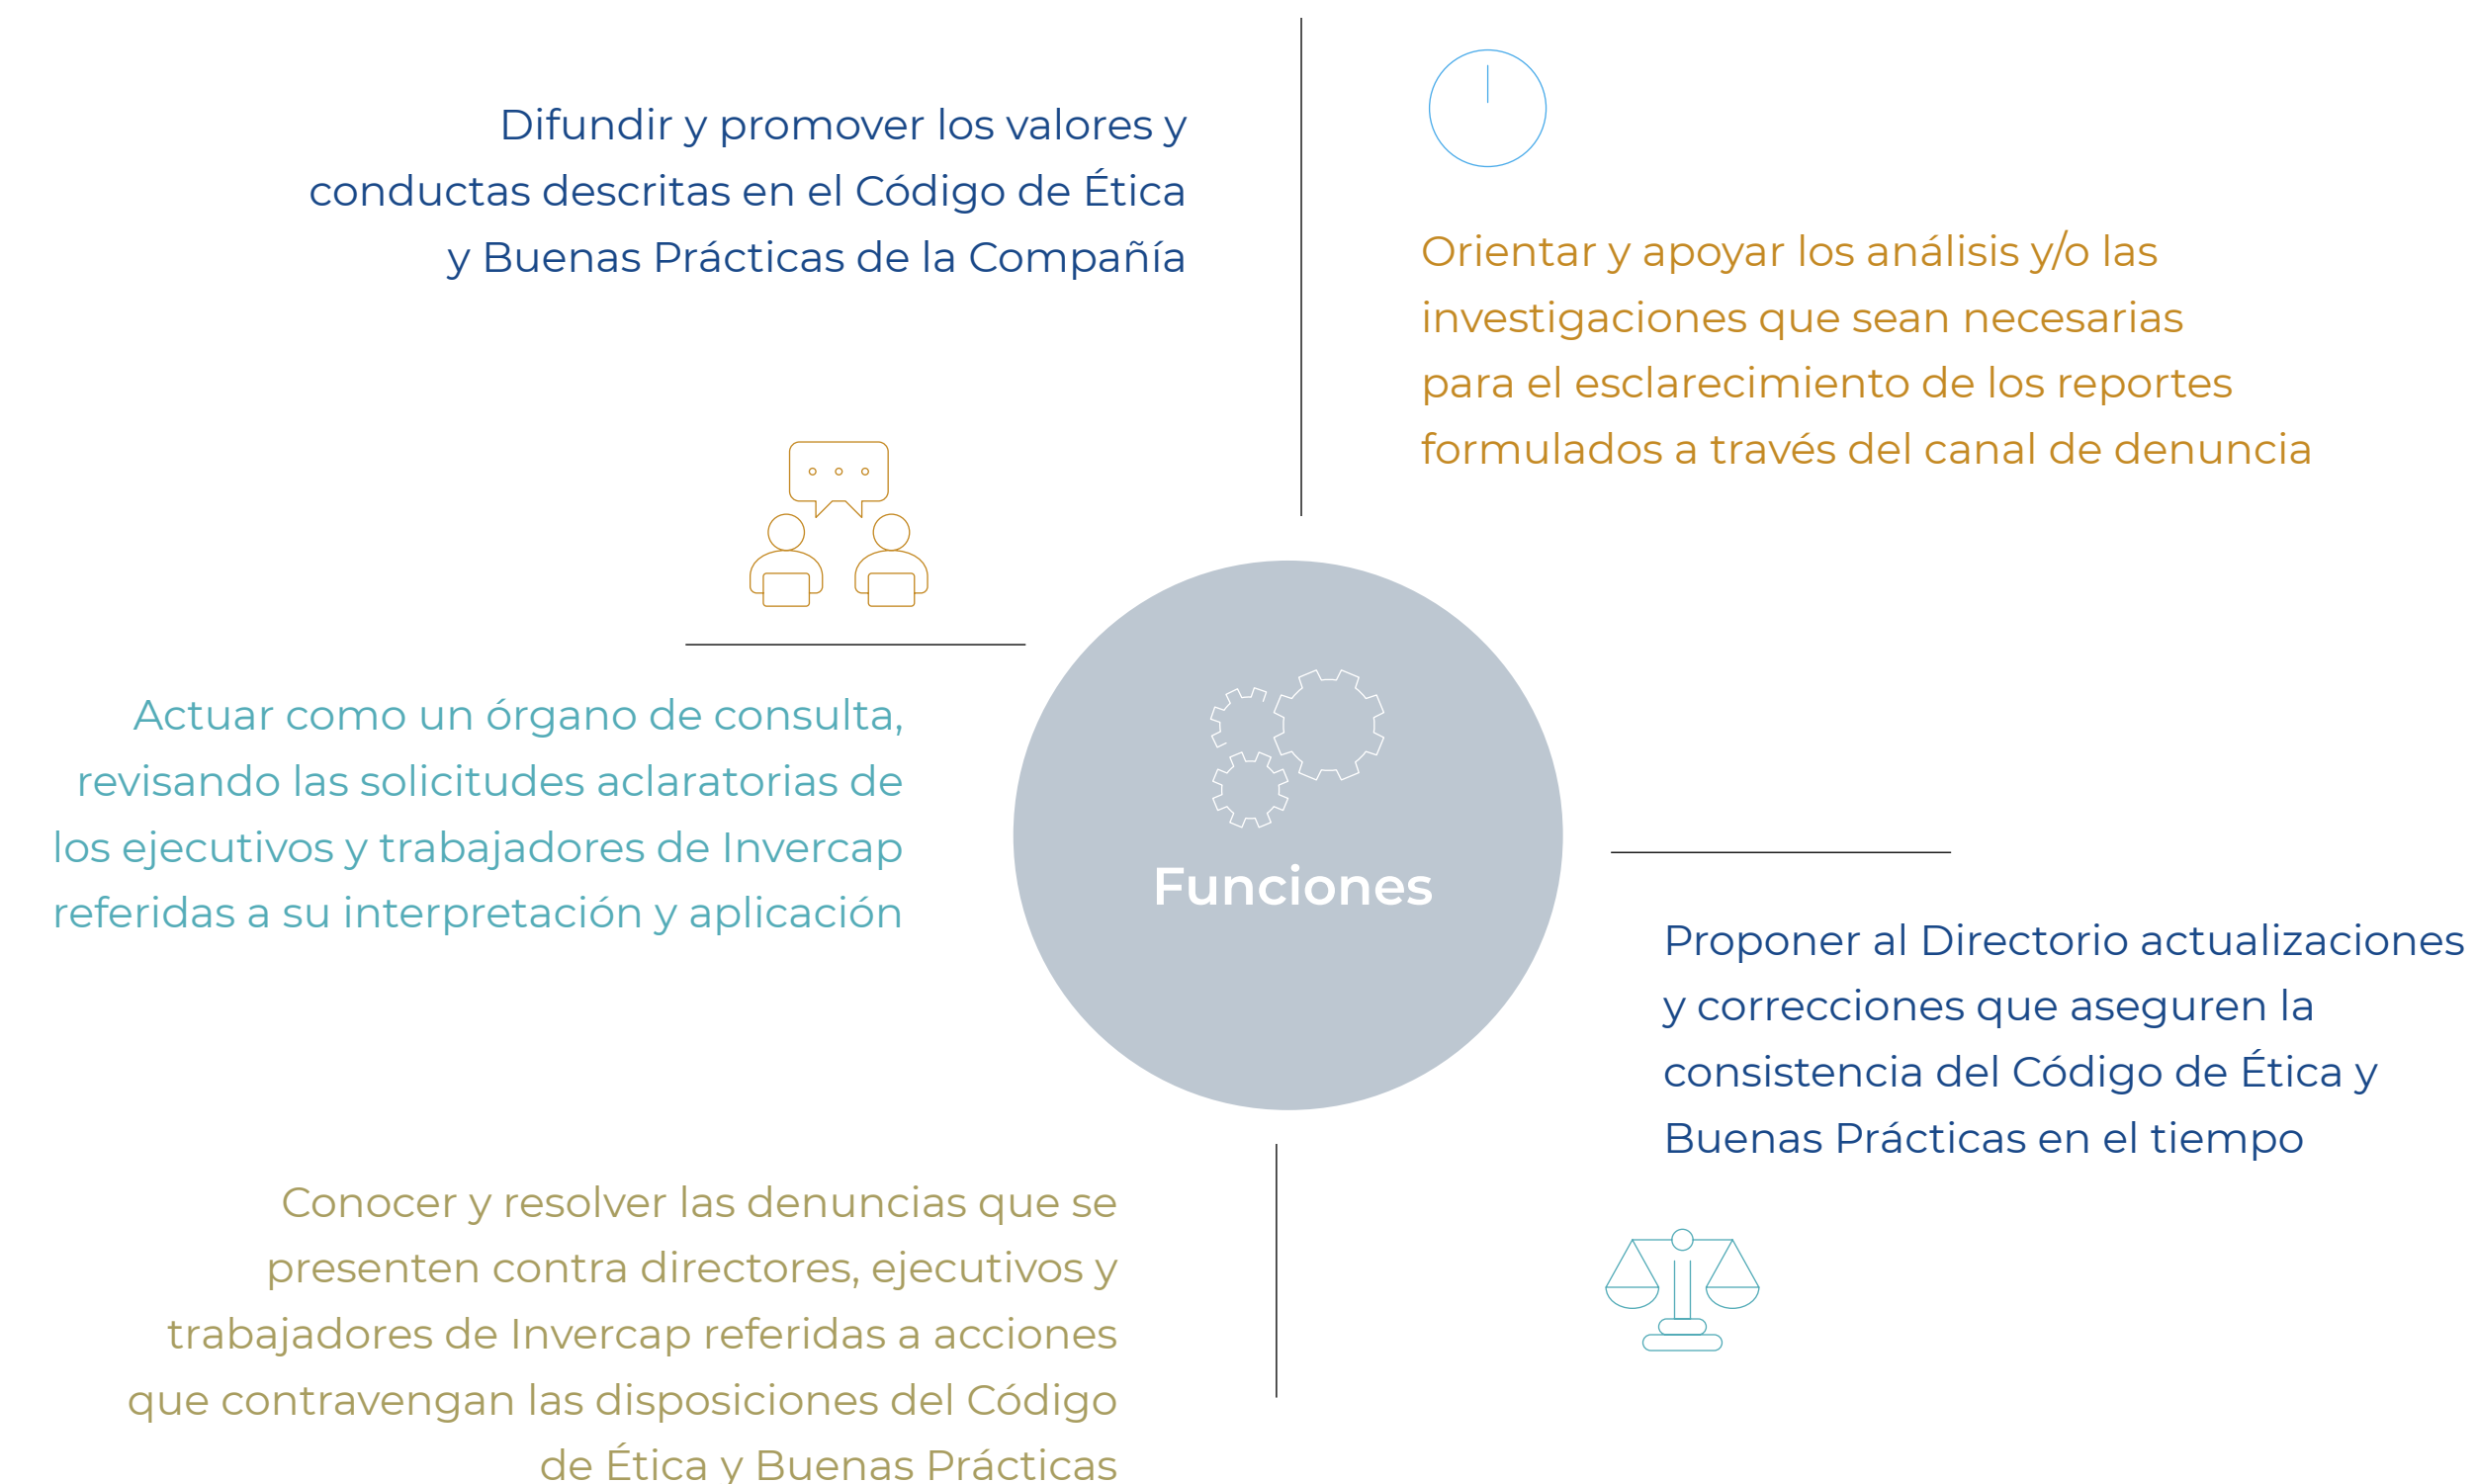 Difundir y promover los valores y
conductas descritas en el Código de Ética
y Buenas Prácticas de la Compañía
Orientar y apoyar los análisis y/o las
investigaciones que sean necesarias
para el esclarecimiento de los reportes
formulados a través del canal de denuncia
Actuar como un órgano de consulta,
revisando las solicitudes aclaratorias de
los ejecutivos y trabajadores de Invercap
referidas a su interpretación y aplicación
Funciones
Proponer al Directorio actualizaciones
y correcciones que aseguren la
consistencia del Código de Ética y
Buenas Prácticas en el tiempo
Conocer y resolver las denuncias que se
presenten contra directores, ejecutivos y
trabajadores de Invercap referidas a acciones
que contravengan las disposiciones del Código
de Ética y Buenas Prácticas